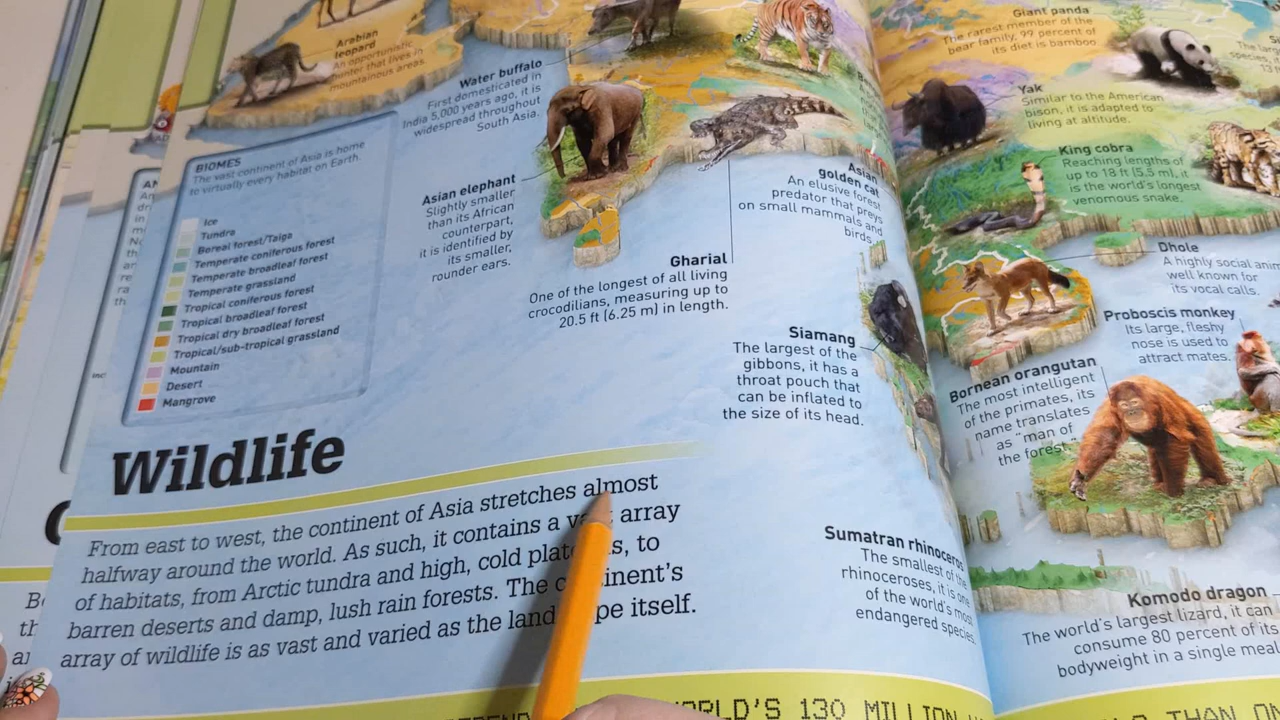 Arabian
leopard
An opportunistic
hunter that lives in
mountainous areas.
Water buffalo
First domesticated in
India 5,000 years ago, it is
widespread throughout
South Asia.
BIOMES
The vast continent of Asia is home
to virtually every habitat on Earth.
Ice
Tundra
Boreal forest/Taiga
Temperate coniferous forest
Temperate broadleaf forest
Temperate grassland
Tropical coniferous forest
Tropical broadleaf forest
Tropical dry broadleaf forest
Tropical/sub-tropical grassland
Mountain
Desert
Mangrove
Asian elephant
Slightly smaller
than its African
counterpart,
it is identified by
its smaller,
rounder ears.
Gharial
One of the longest of all living
crocodilians, measuring up to
20.5 ft (6.25 m) in length.
Asian
golden cat
An elusive forest
predator that preys
on small mammals and
birds.
Siamang
The largest of the
gibbons, it has a
throat pouch that
can be inflated to
the size of its head.
Wildlife
From east to west, the continent of Asia stretches almost
halfway around the world. As such, it contains a array
of habitats, from Arctic tundra and high, cold to
barren deserts and damp, lush rain forests. The
array of wildlife is as vast and varied as the itself.
Sumatran rhinoceros
The smallest of the
rhinoceroses, it is one
of the world's most
endangered species.
Giant panda
The rarest member of the
bear family, 99 percent of
its diet is bamboo
Yak
Similar to the American
bison, it is adapted to
living at altitude.
King cobra
Reaching lengths of
up to 18 ft (5.5 m), it
is the world's longest
venomous snake.
Dhole
A highly social
well known for
its vocal calls.
Proboscis monkey
Its large, fleshy
nose is used to
attract mates.
Bornean orangutan
The most intelligent
of the primates, its
name translates
as "man of
the forest."
Komodo dragon
The world's largest lizard, it can
consume 80 percent of its
bodyweight in a single meal
WORLD'S 130 MILLION
THAN